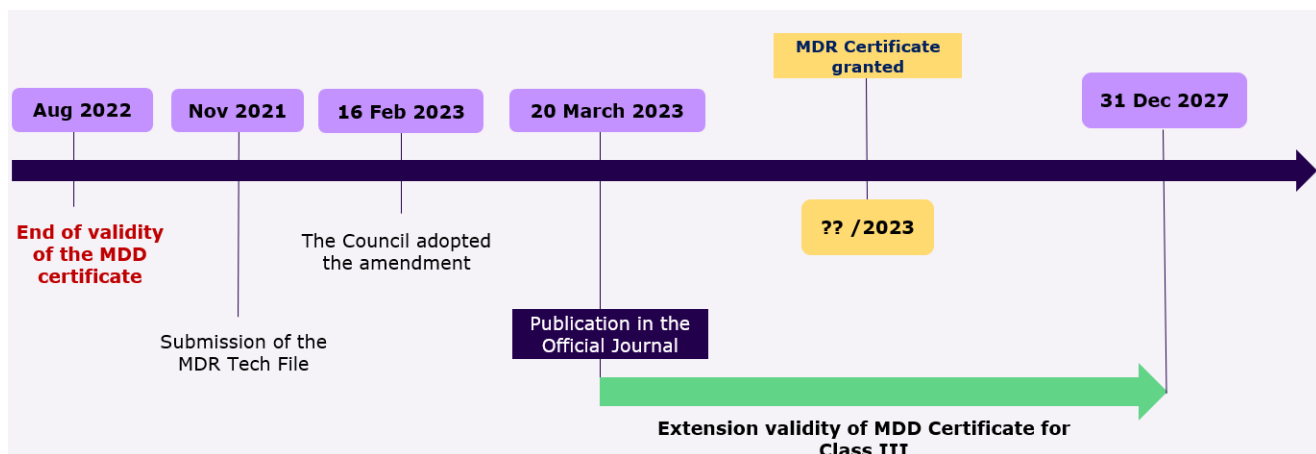 MDR Certificate
granted
Aug 2022
Nov 2021
16 Feb 2023
20 March 2023
31 Dec 2027
End of validity
of the MDD
certificate
Submission of the
MDR Tech File
The Council adopted
the amendment
?? /2023
Publication in the
Official Journal
Extension validity of MDD Certificate for
Class III